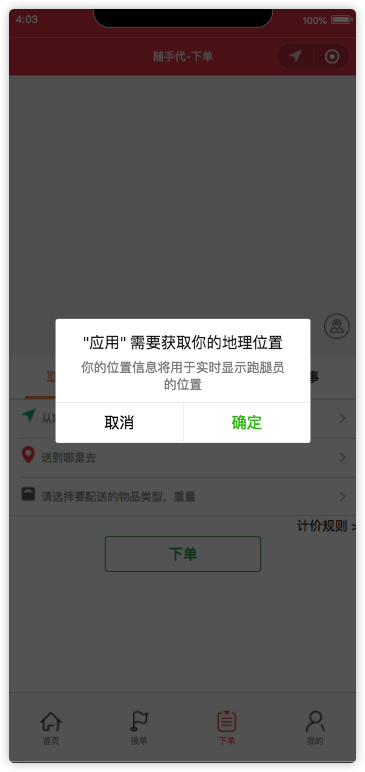 4:03
100%
随手代-下单
"应用" 需要获取你的地理位置
你的位置信息将用于实时显示跑腿员
的位置
取消
确定
取
事
从
送到哪里去
请选择要配送的物品类型，重量
计价规则 >
下单
首页
接单
下单
我的